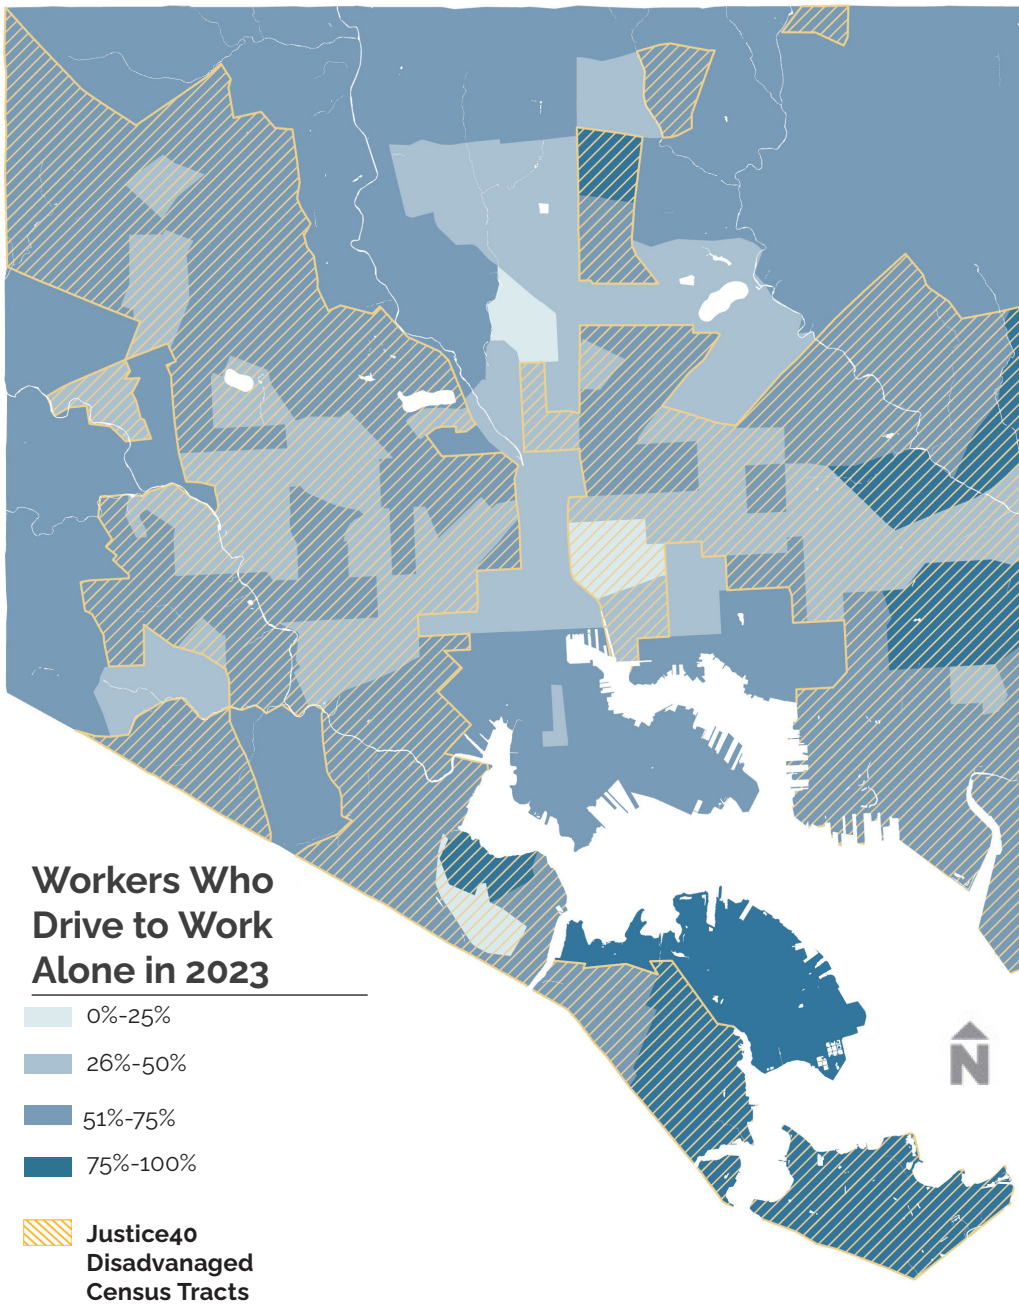 Workers Who
Drive to Work
Alone in 2023
0%-25%
26%-50%
51%-75%
75%-100%
Justice40
Disadvanaged
Census Tracts
N